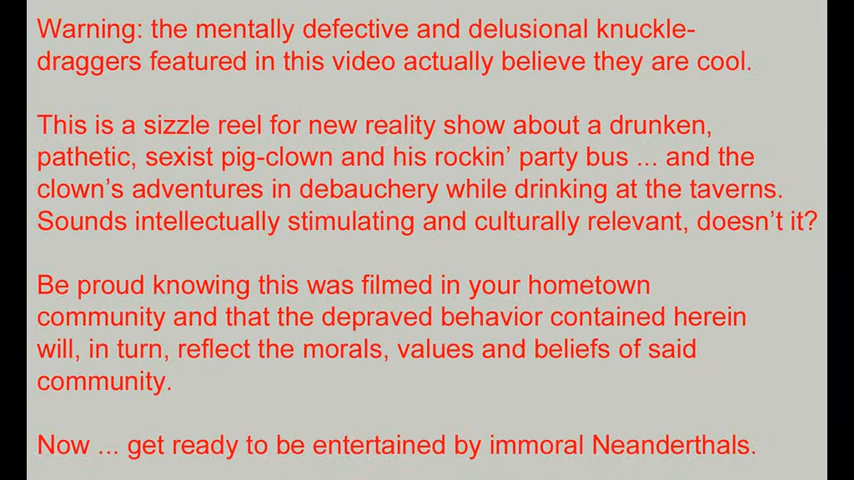 Warning: the mentally defective and delusional knuckle-
draggers featured in this video actually believe they are cool.
This is a sizzle reel for new reality show about a drunken,
pathetic, sexist pig-clown and his rockin’ party bus ... and the
clown’s adventures in debauchery while drinking at the taverns.
Sounds intellectually stimulating and culturally relevant, doesn’t it?
Be proud knowing this was filmed in your hometown
community and that the depraved behavior contained herein
will, in turn, reflect the morals, values and beliefs of said
community.
Now ... get ready to be entertained by immoral Neanderthals.